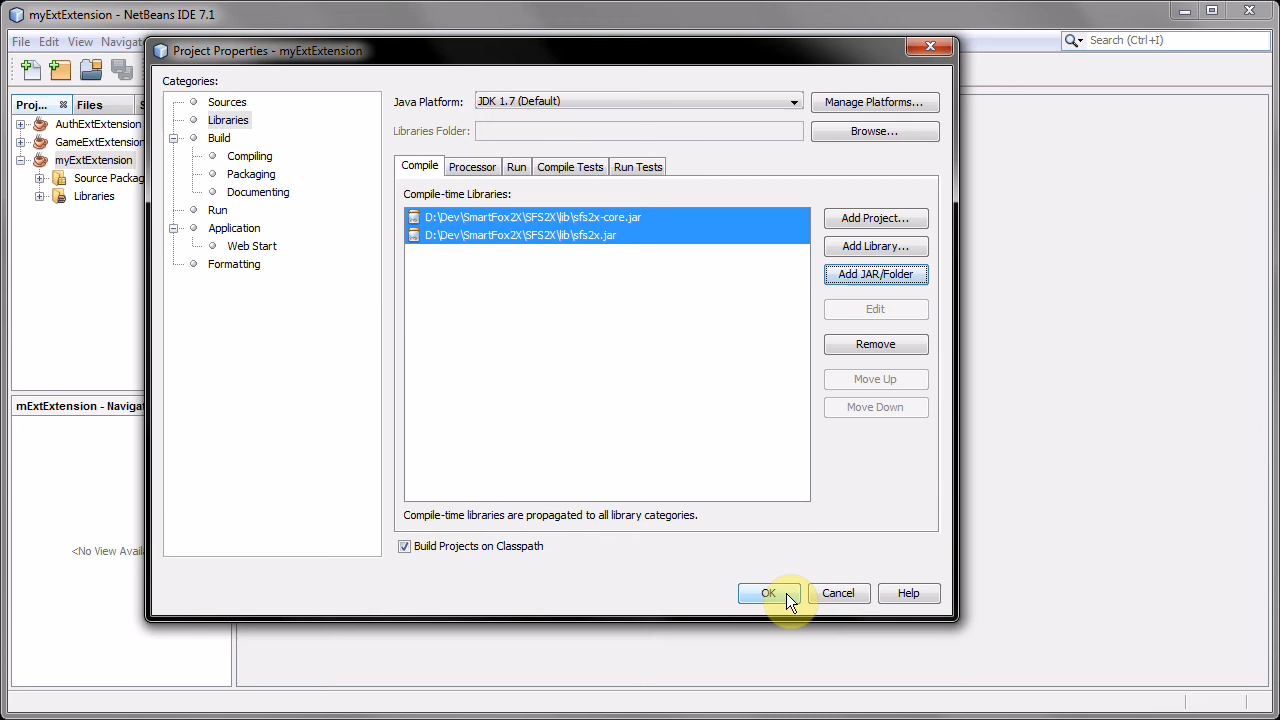 myExtExtension - NetBeans IDE 7.1
File Edit View Navigat
Search (Ctrl+I)
Project Properties - myExtExtension
Proj... Files S
AuthExtExtension
GameExtExtension
myExtExtension
Source Packag
Libraries
mExtExtension - Navigat
<No View Avail
Categories:
Sources
Libraries
Build
Compiling
Packaging
Documenting
Run
Application
Web Start
Formatting
Java Platform: JDK 1.7 (Default) Manage Platforms...
Libraries Folder: Browse...
Compile Processor Run Compile Tests Run Tests
Compile-time Libraries:
D:\Dev\SmartFox2X\SFS2X\lib\sfs2x-core.jar
D:\Dev\SmartFox2X\SFS2X\lib\sfs2x.jar
Add Project...
Add Library...
Add JAR/Folder
Edit
Remove
Move Up
Move Down
Compile-time libraries are propagated to all library categories.
Build Projects on Classpath
OK Cancel Help